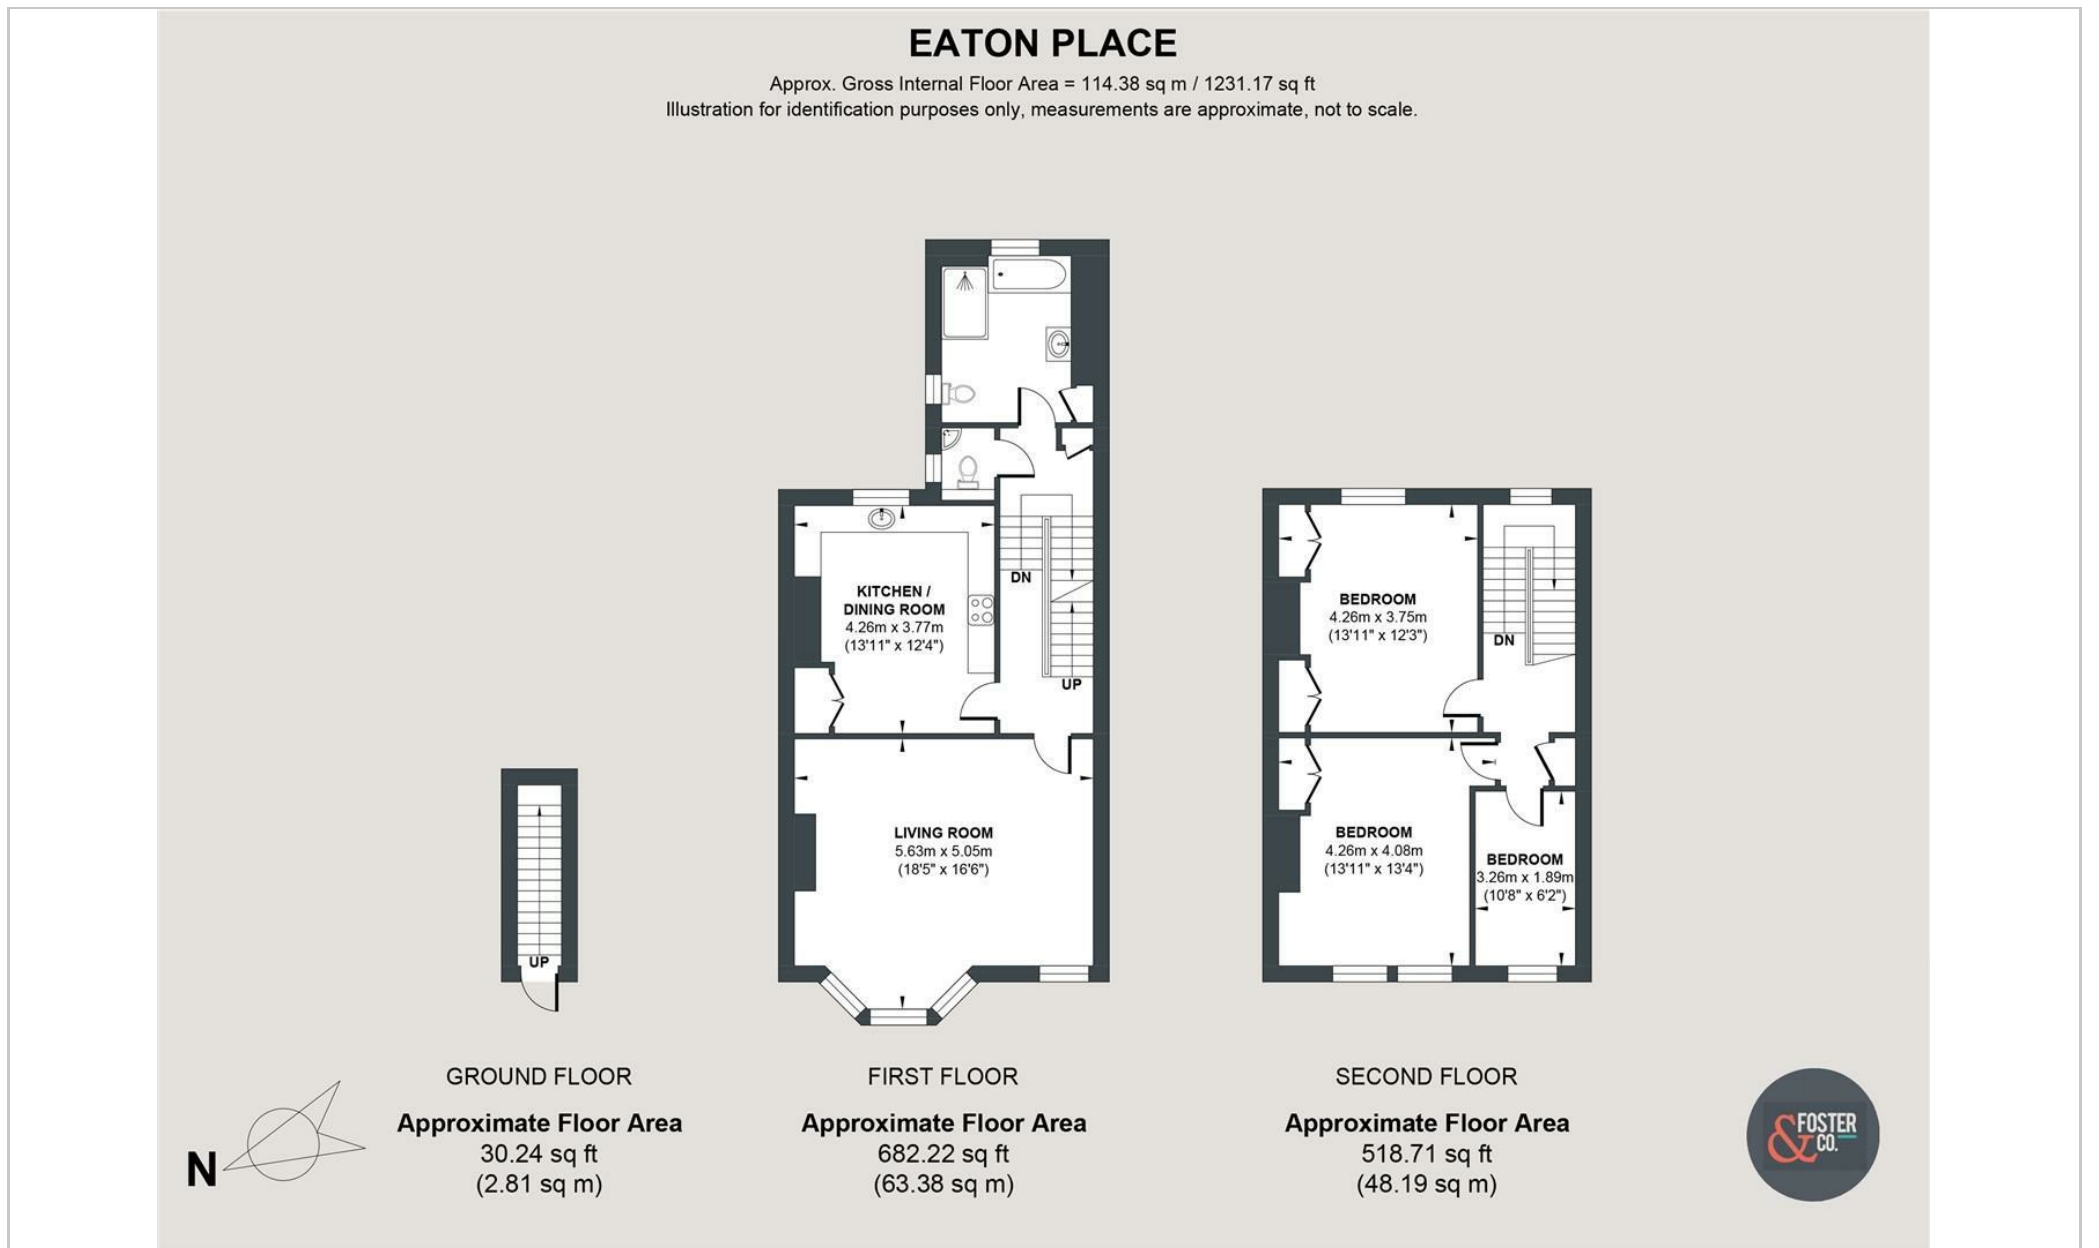 EATON PLACE
Approx. Gross Internal Floor Area = 114.38 sq m / 1231.17 sq ft
Illustration for identification purposes only, measurements are approximate, not to scale.
KITCHEN /
DINING ROOM
4.26m x 3.77m
(13'11" x 12'4")
DN
UP
LIVING ROOM
5.63m x 5.05m
(18'5" x 16'6")
BEDROOM
4.26m x 3.75m
(13'11" x 12'3")
DN
BEDROOM
4.26m x 4.08m
(13'11" x 13'4")
BEDROOM
3.26m x 1.89m
(10'8" x 6'2")
UP
GROUND FLOOR
Approximate Floor Area
30.24 sq ft
(2.81 sq m)
FIRST FLOOR
Approximate Floor Area
682.22 sq ft
(63.38 sq m)
SECOND FLOOR
Approximate Floor Area
518.71 sq ft
(48.19 sq m)
N
& FOSTER
CO.